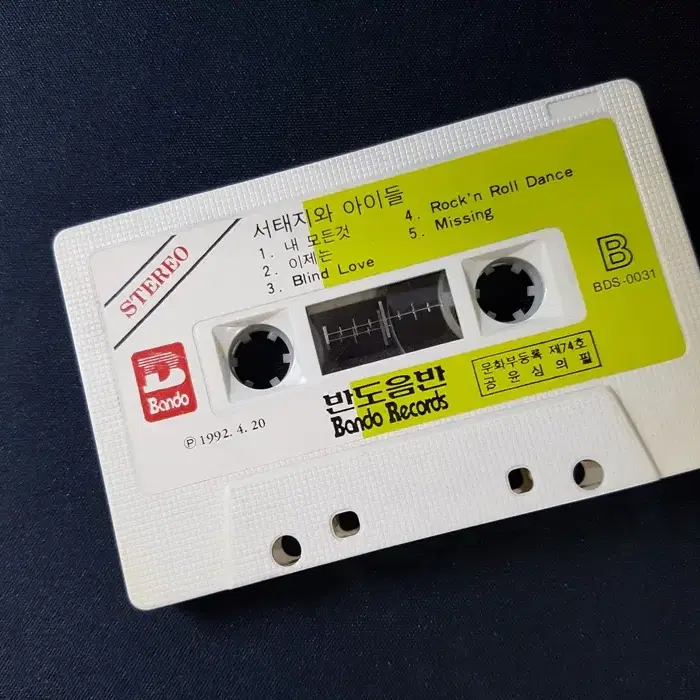 STEREO
서태지와 아이들
1. 내 모든것
2. 이제는
3. Blind Love
4. Rock'n Roll Dance
5. Missing
B
BDS-0031
Bando
Ⓟ 1992. 4. 20
반도음반
Bando Records
문화부등록 제74호
공 윤 심 의 필